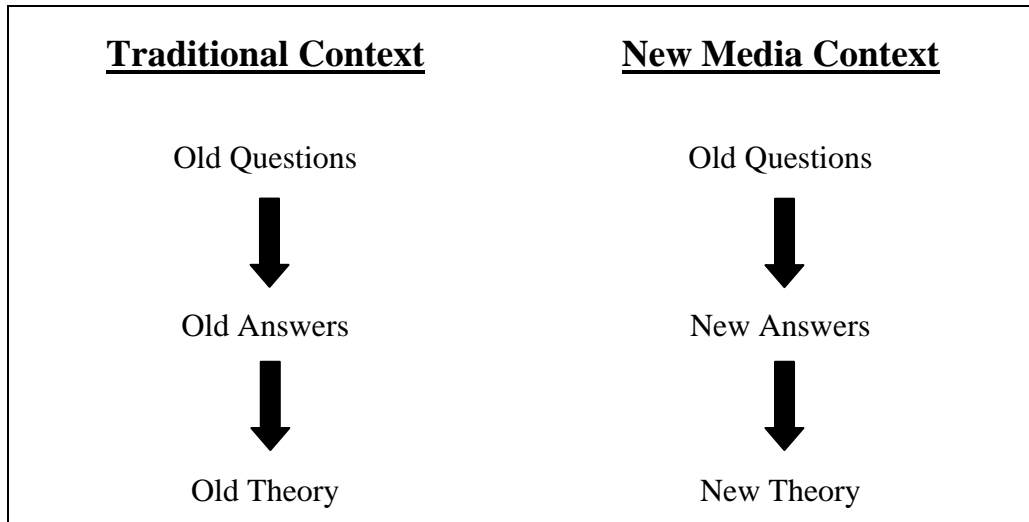 Traditional Context
New Media Context
Old Questions
Old Questions
Old Answers
New Answers
Old Theory
New Theory